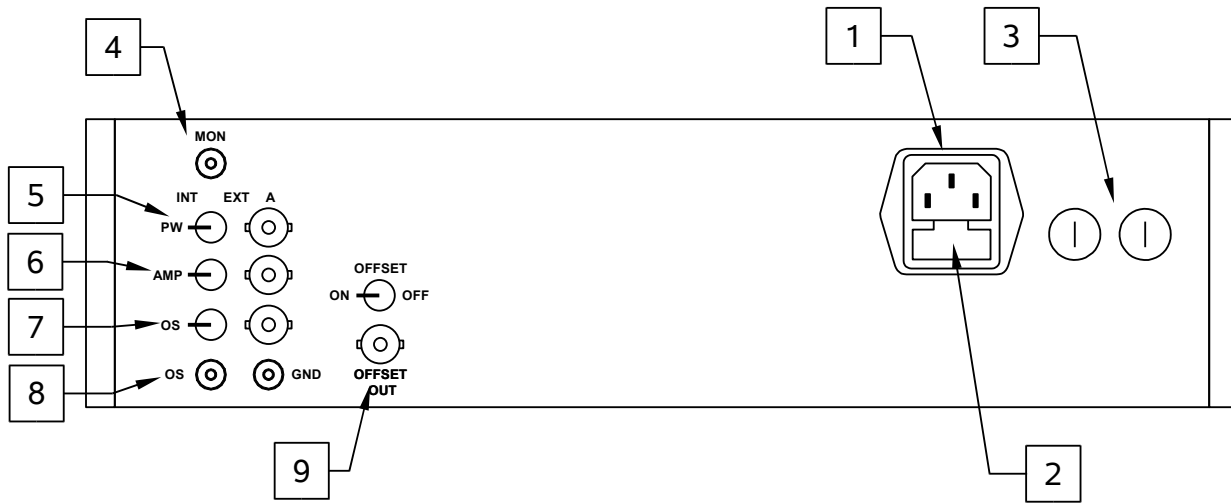 4
1
3
MON
5
INT EXT A
PW
6
AMP
OFFSET
ON OFF
7
OS
8
OS GND
OFFSET
OUT
9
2